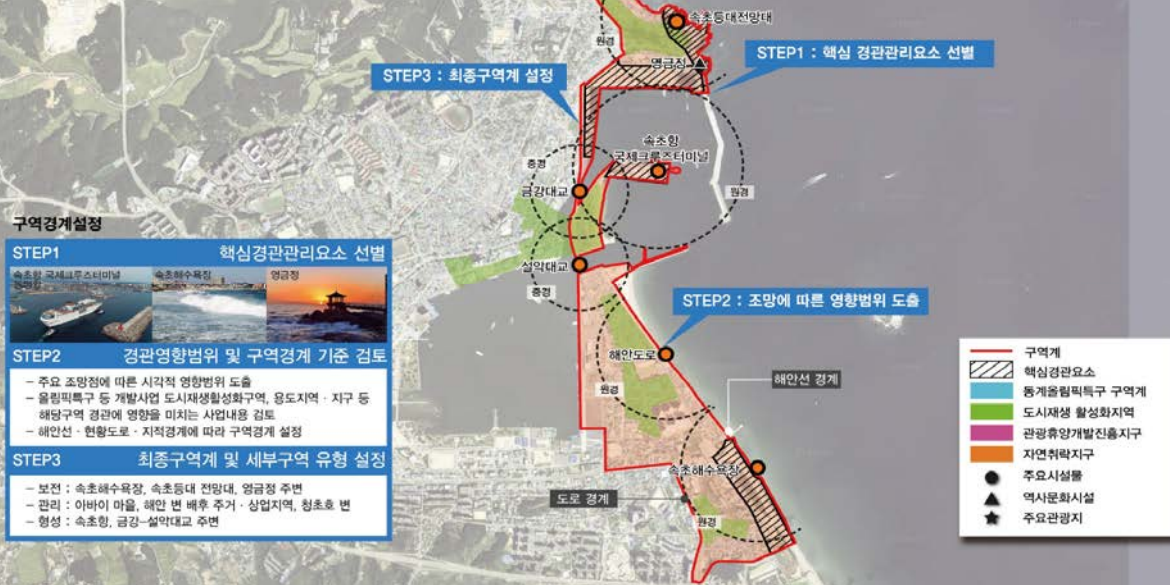 속초등대전망대
원경
영금정
STEP1 : 핵심 경관관리요소 선별
STEP3 : 최종구역계 설정
속초항
국제크루즈터미널
중경
금강대교
원경
설악대교
중경
STEP2 : 조망에 따른 영향범위 도출
해안도로
원경
해안선 경계
속초해수욕장
도로 경계
원경
구역경계설정
STEP1 핵심경관관리요소 선별
속초항 국제크루즈터미널
속초해수욕장
영금정
STEP2 경관영향범위 및 구역경계 기준 검토
– 주요 조망점에 따른 시각적 영향범위 도출
– 올림픽특구 등 개발사업 도시재생활성화구역, 용도지역 · 지구 등
해당구역 경관에 영향을 미치는 사업내용 검토
– 해안선 · 현황도로 · 지적경계에 따라 구역경계 설정
STEP3 최종구역계 및 세부구역 유형 설정
– 보전 : 속초해수욕장, 속초등대 전망대, 영금정 주변
– 관리 : 아바이 마을, 해안 변 배후 주거 · 상업지역, 청초호 변
– 형성 : 속초항, 금강–설악대교 주변
구역계
핵심경관요소
동계올림픽특구 구역계
도시재생 활성화지역
관광휴양개발진흥지구
자연취락지구
주요시설물
역사문화시설
주요관광지